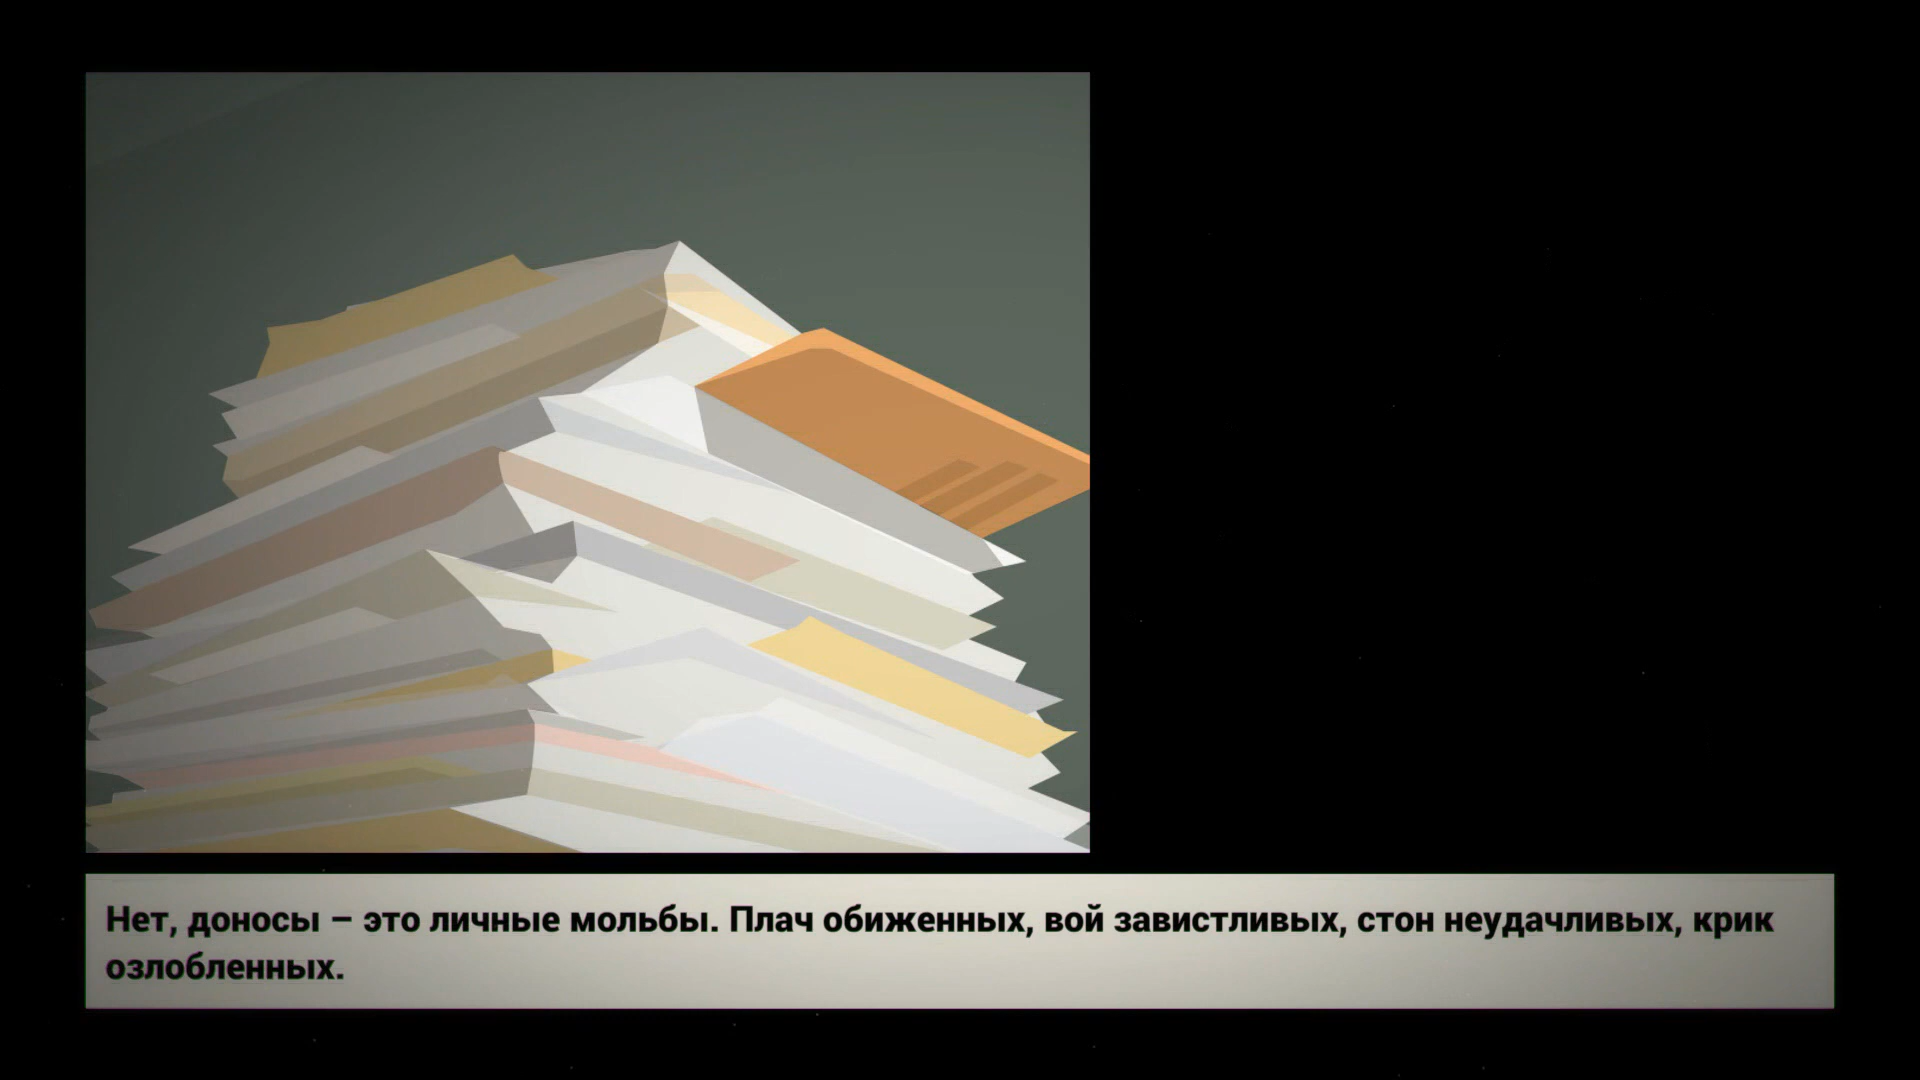 Нет, доносы – это личные мольбы. Плач обиженных, вой завистливых, стон неудачливых, крик
озлобленных.